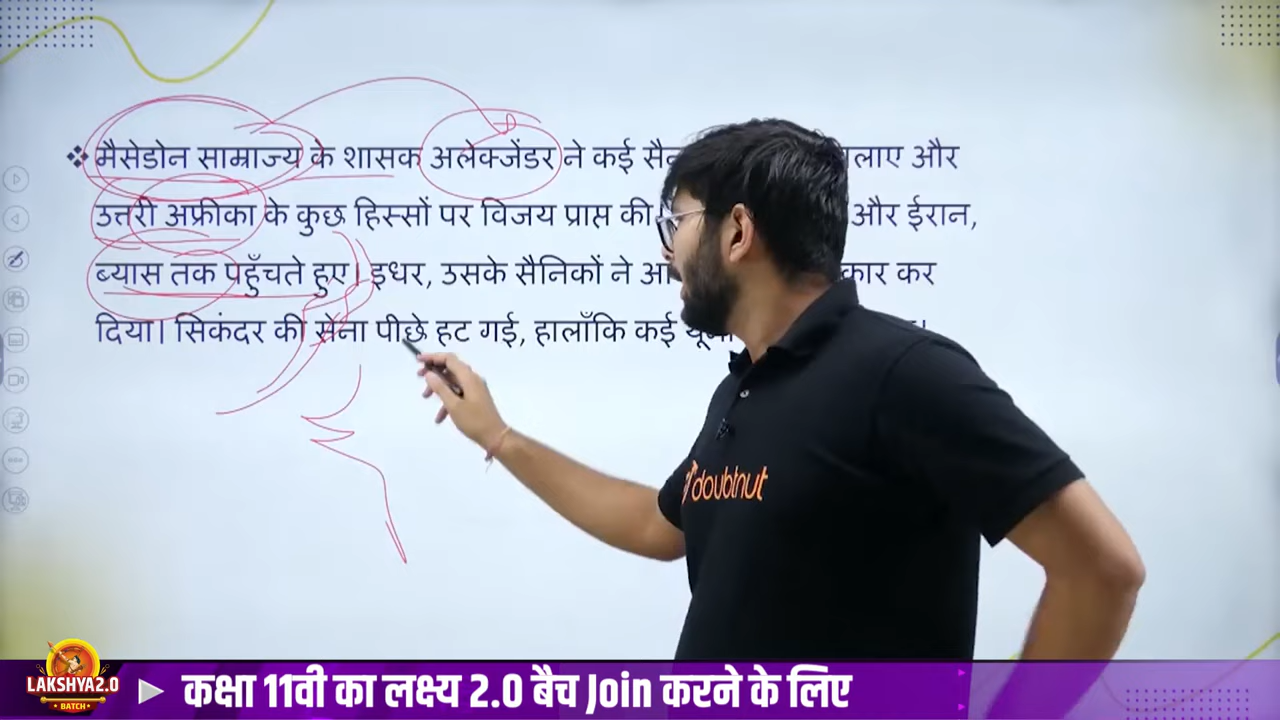 ❖ मैसेडोन साम्राज्य के शासक अलेक्जेंडर ने कई और
उत्तरी अफ्रीका के कुछ हिस्सों पर विजय प्राप्त की और ईरान,
ब्यास तक पहुँचते हुए। इधर, उसके सैनिकों ने कर
दिया। सिकंदर की सेना पीछे हट गई, हालाँकि कई
doubtnut
LAKSHYA2.0
BATCH
कक्षा 11वी का लक्ष्य 2.0 बैच Join करने के लिए